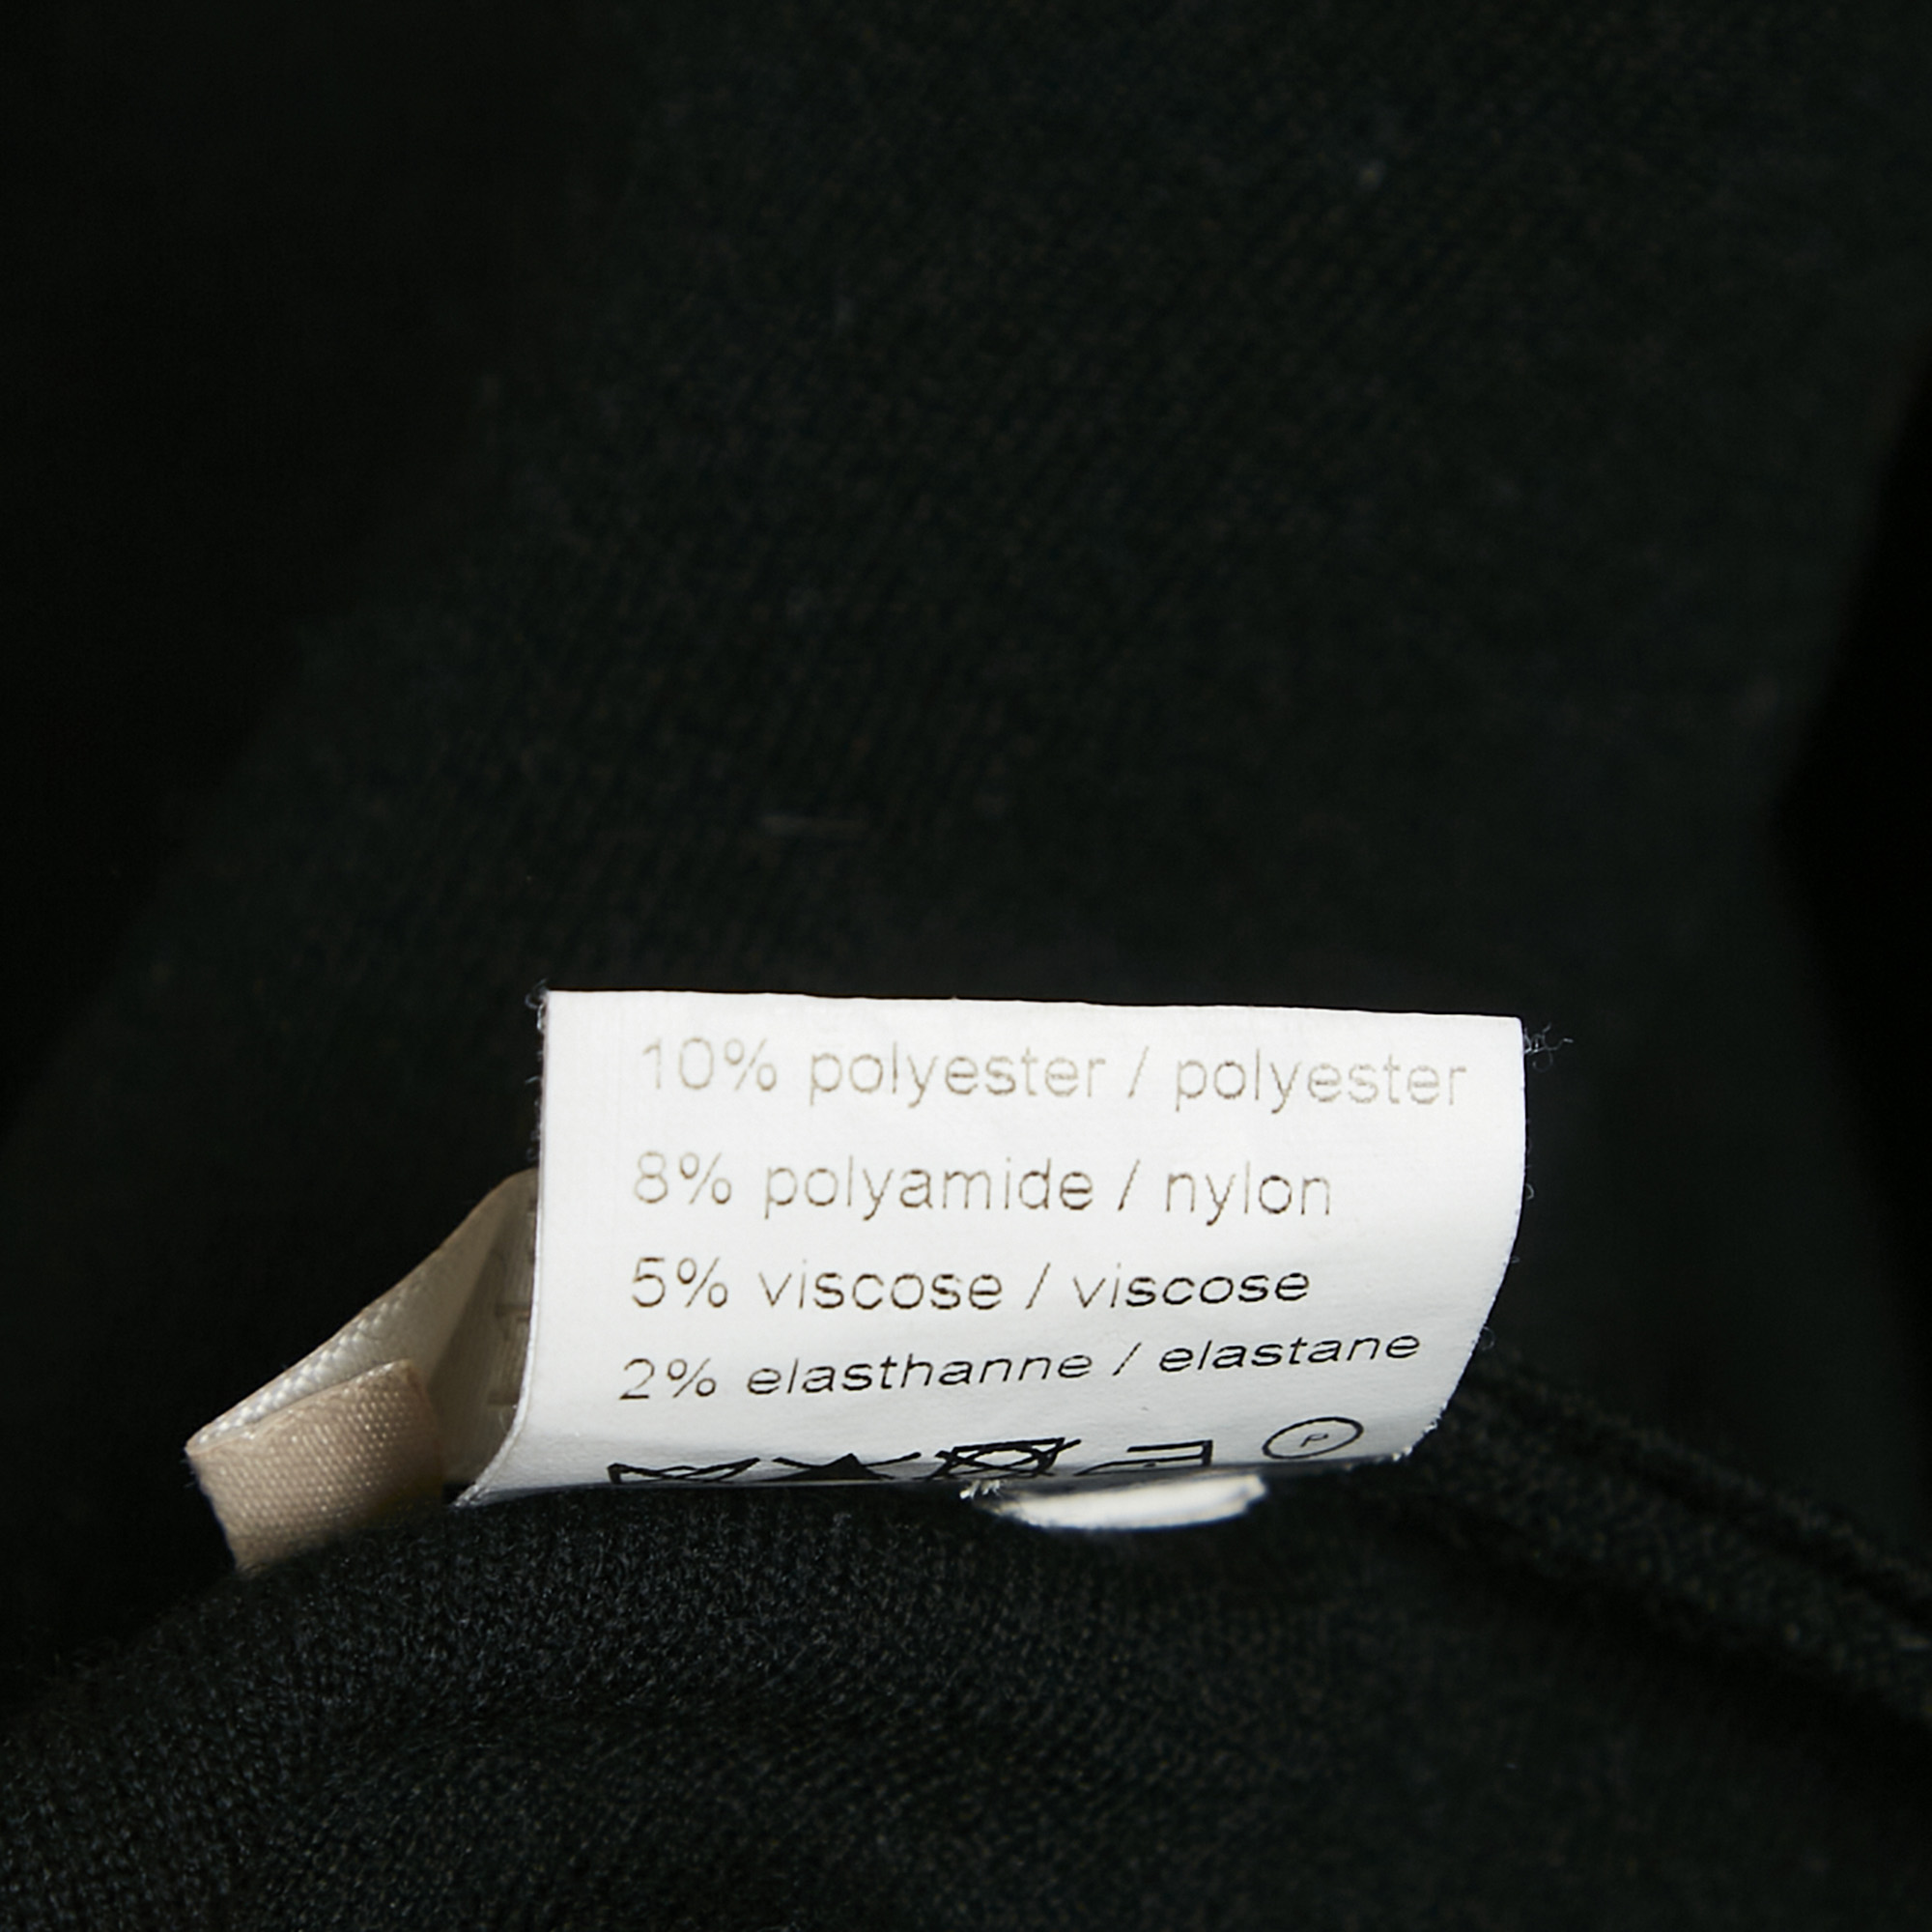 10% polyester / polyester
8% polyamide / nylon
5% viscose / viscose
2% elasthanne / elastane
P